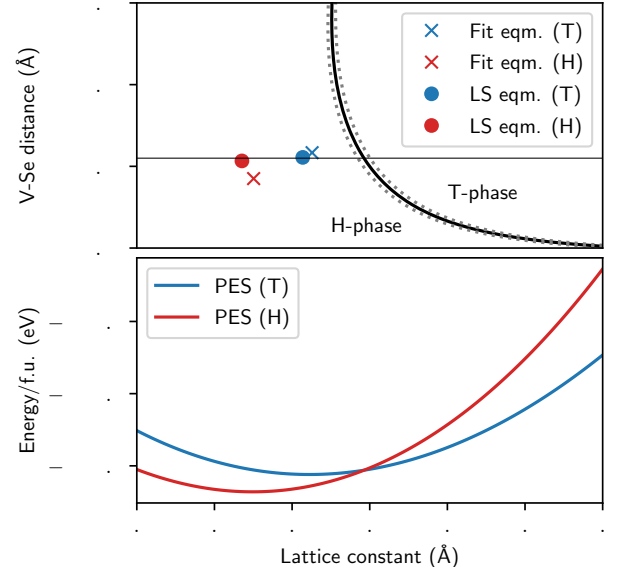 V-Se distance (Å)
Fit eqm. (T)
Fit eqm. (H)
LS eqm. (T)
LS eqm. (H)
T-phase
H-phase
Energy/f.u. (eV)
PES (T)
PES (H)
Lattice constant (Å)